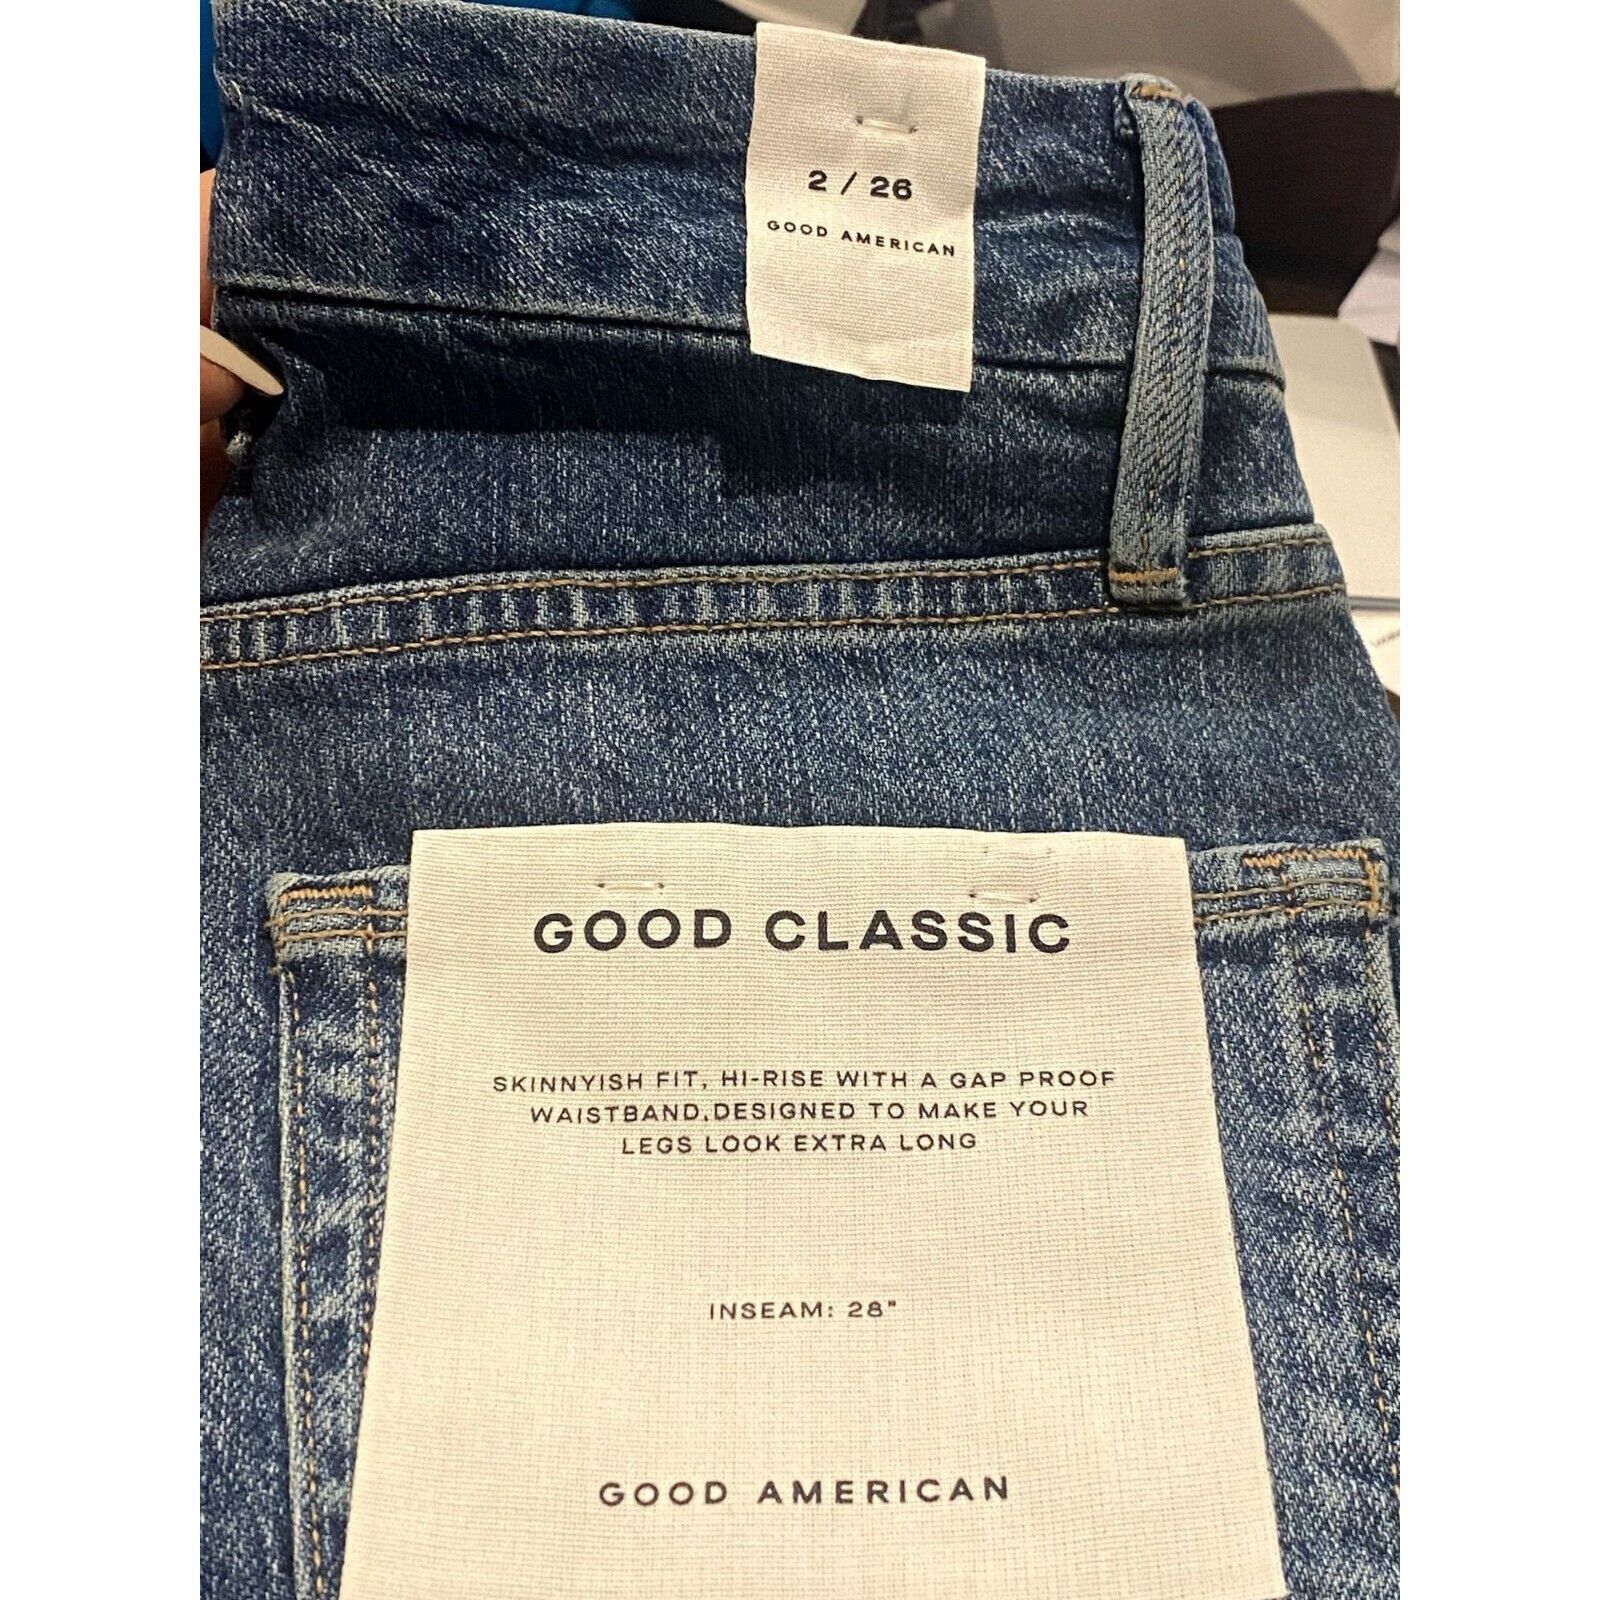 2 / 26
GOOD AMERICAN
GOOD CLASSIC
SKINNYISH FIT, HI-RISE WITH A GAP PROOF
WAISTBAND.DESIGNED TO MAKE YOUR
LEGS LOOK EXTRA LONG
INSEAM: 28"
GOOD AMERICAN